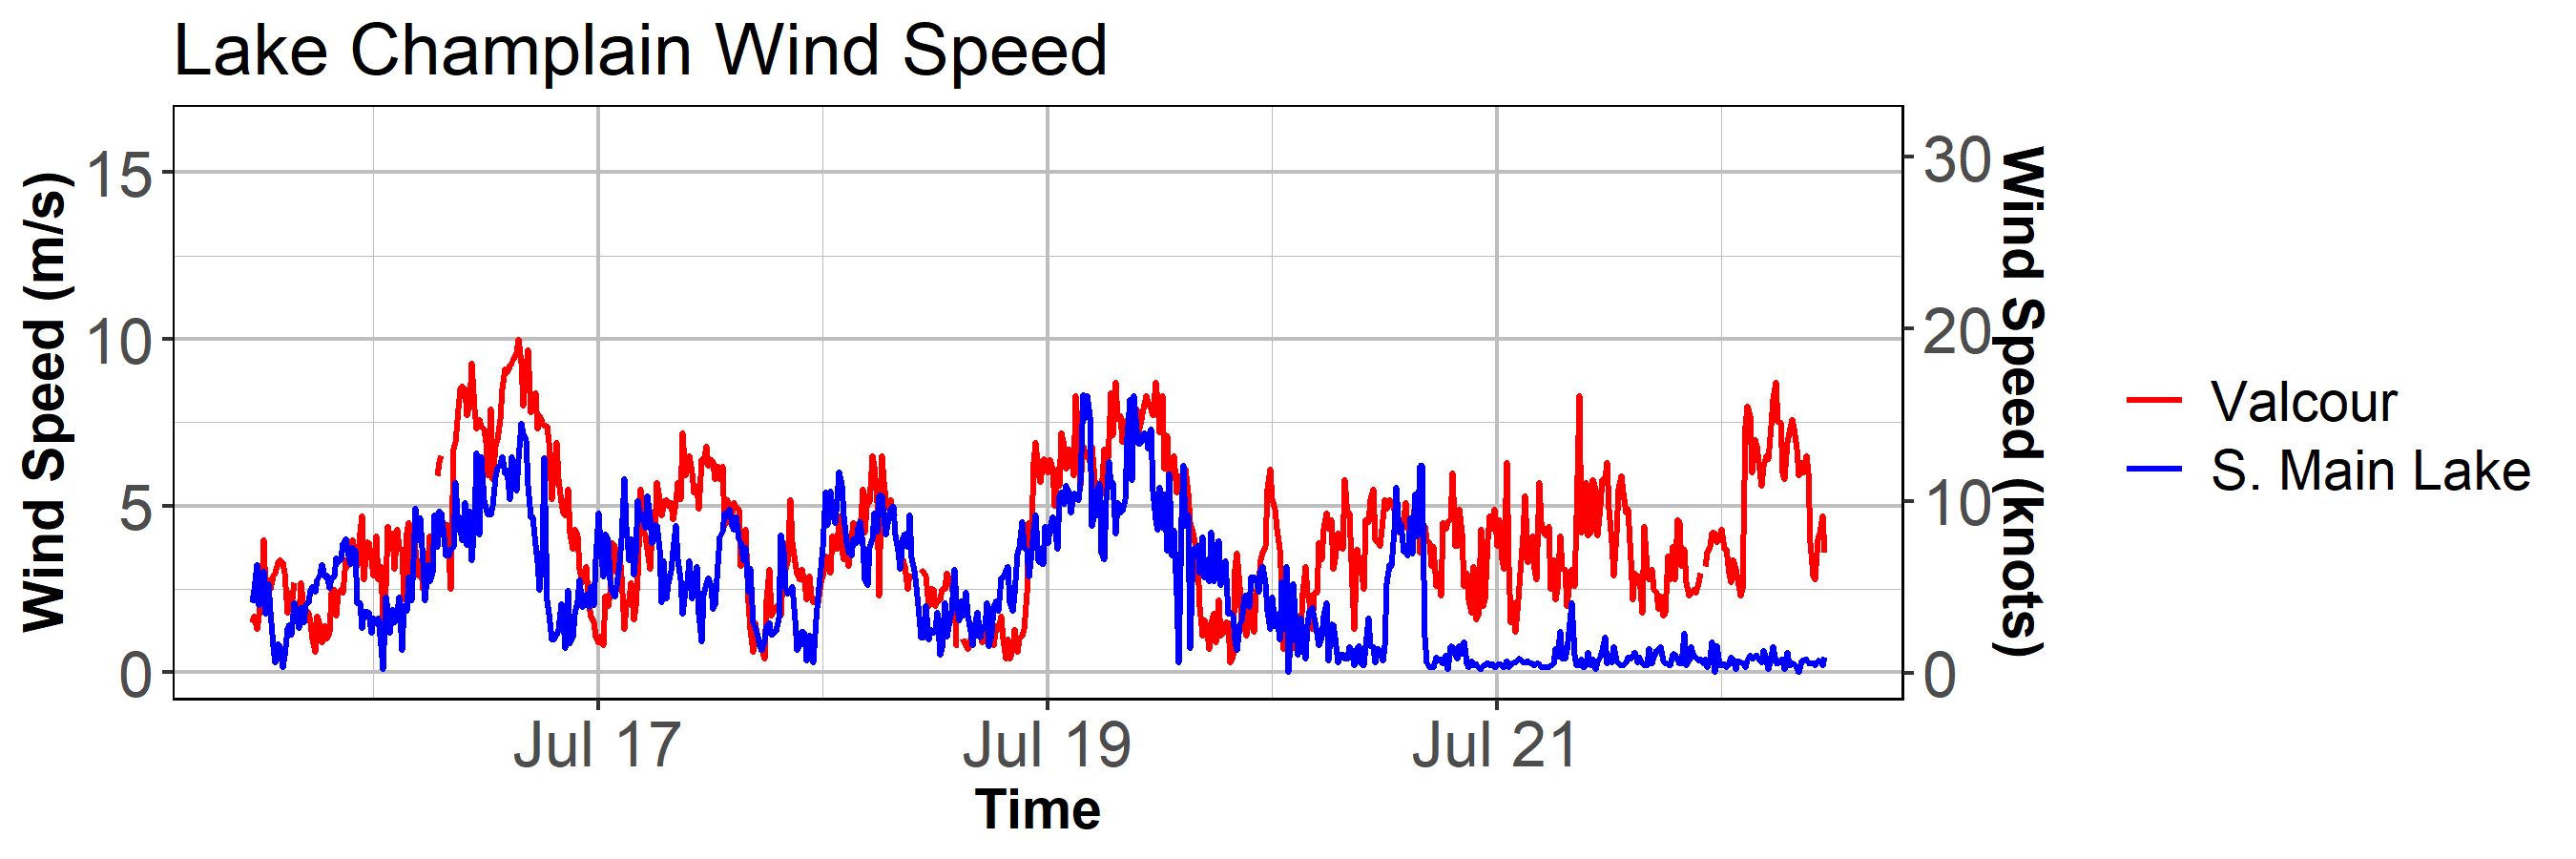 Lake Champlain Wind Speed
Wind Speed (m/s)
15
10
5
0
30
20
10
0
Wind Speed (knots)
Jul 17
Jul 19
Jul 21
Time
Valcour
S. Main Lake